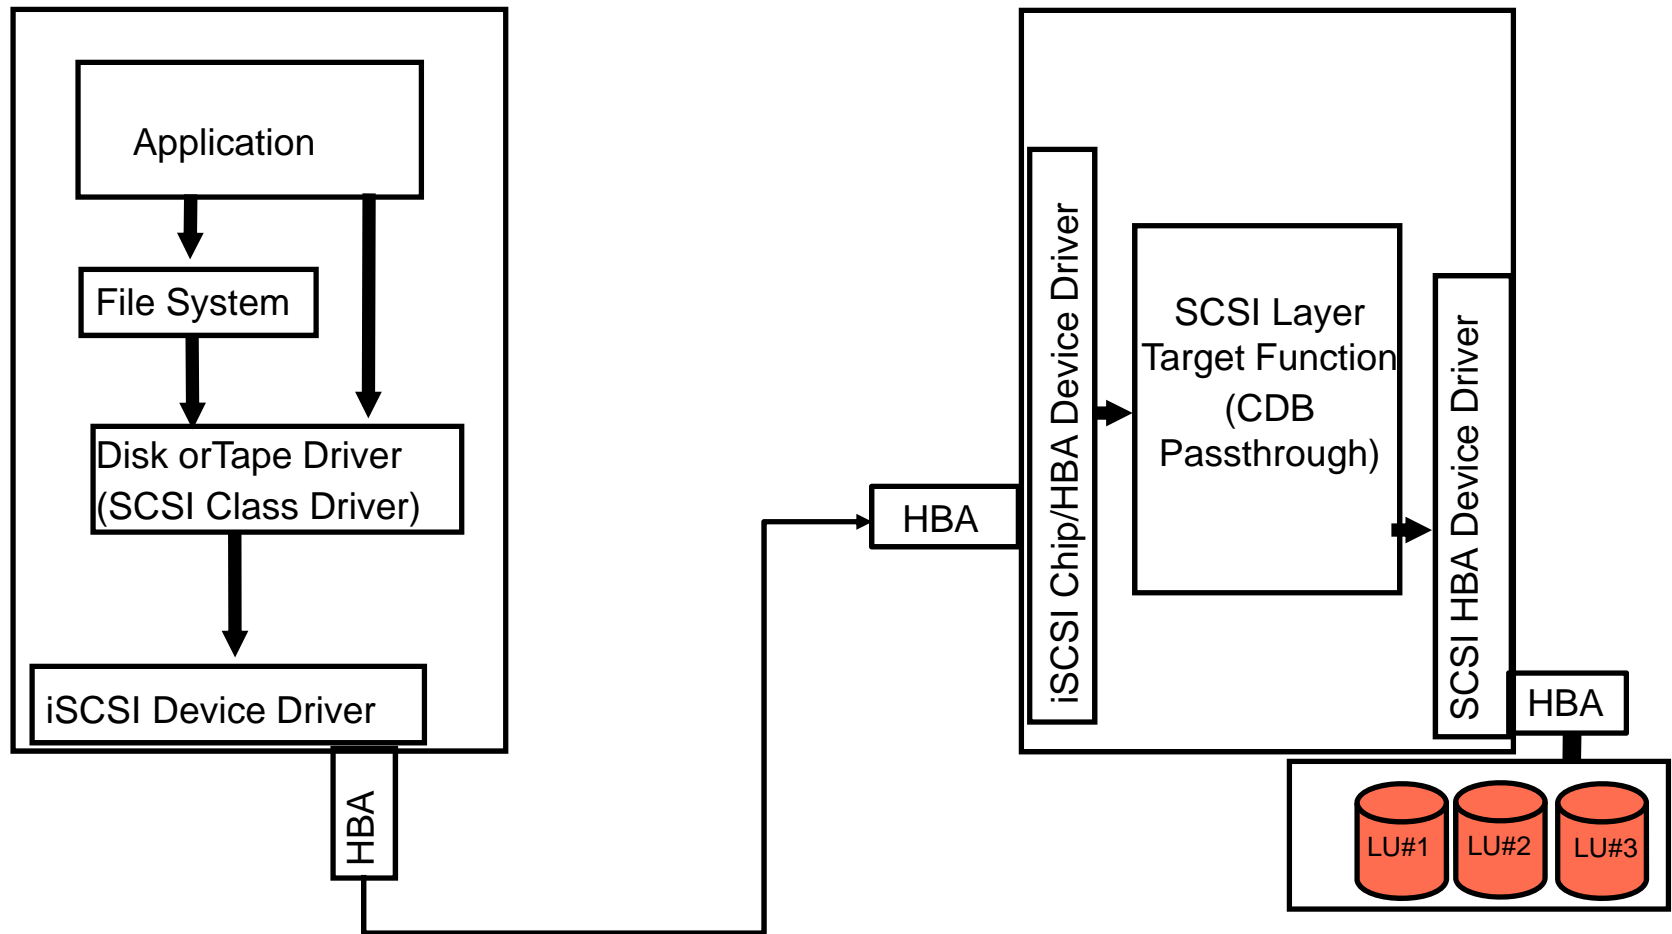 Application
File System
Disk orTape Driver
(SCSI Class Driver)
iSCSI Device Driver
HBA
HBA
iSCSI Chip/HBA Device Driver
SCSI Layer
Target Function
(CDB
Passthrough)
SCSI HBA Device Driver
HBA
LU#1
LU#2
LU#3